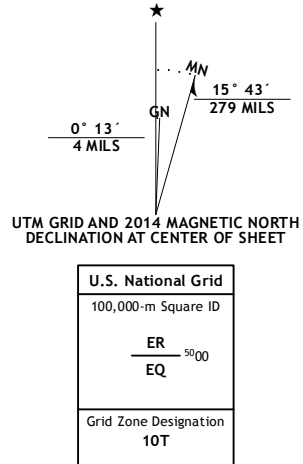 ★
MN
GN
15° 43´
279 MILS
0° 13´
4 MILS
UTM GRID AND 2014 MAGNETIC NORTH
DECLINATION AT CENTER OF SHEET
U.S. National Grid
100,000-m Square ID
ER
5000
EQ
Grid Zone Designation
10T